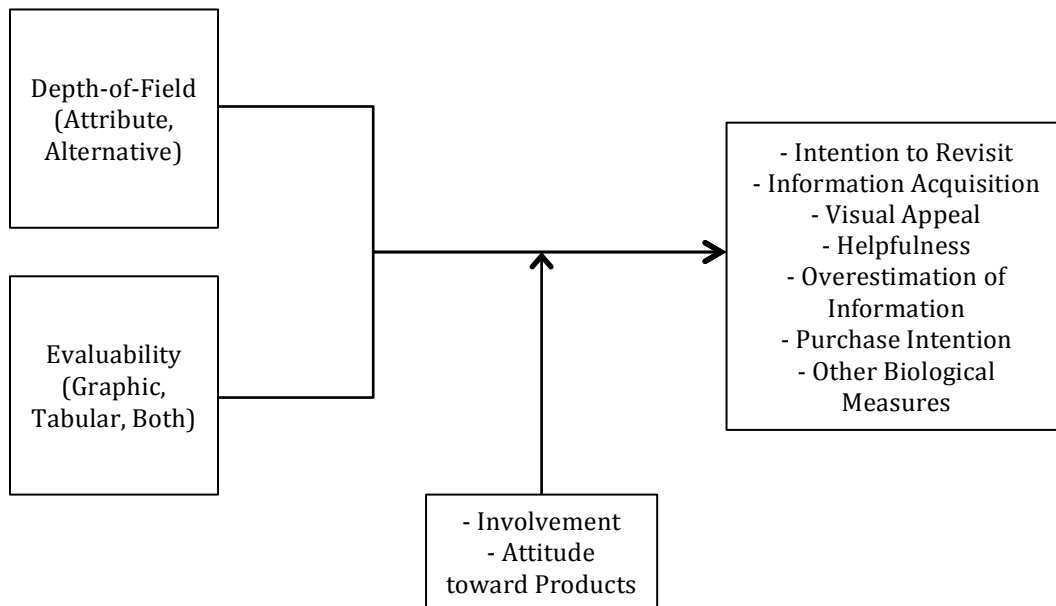 Depth-of-Field
(Attribute,
Alternative)
Evaluability
(Graphic,
Tabular, Both)
- Intention to Revisit
- Information Acquisition
- Visual Appeal
- Helpfulness
- Overestimation of
Information
- Purchase Intention
- Other Biological
Measures
- Involvement
- Attitude
toward Products